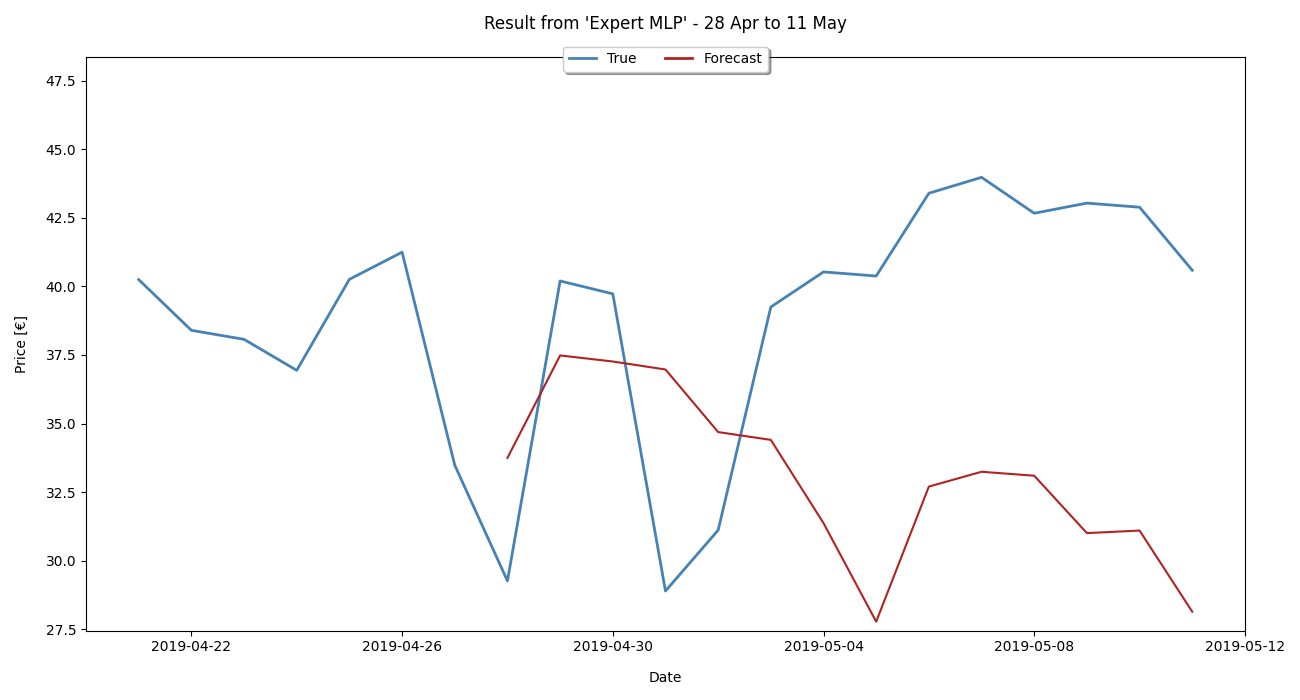 Result from 'Expert MLP' - 28 Apr to 11 May
True Forecast
47.5
45.0
42.5
40.0
37.5
35.0
32.5
30.0
27.5
Price [€]
2019-04-22 2019-04-26 2019-04-30 2019-05-04 2019-05-08 2019-05-12
Date